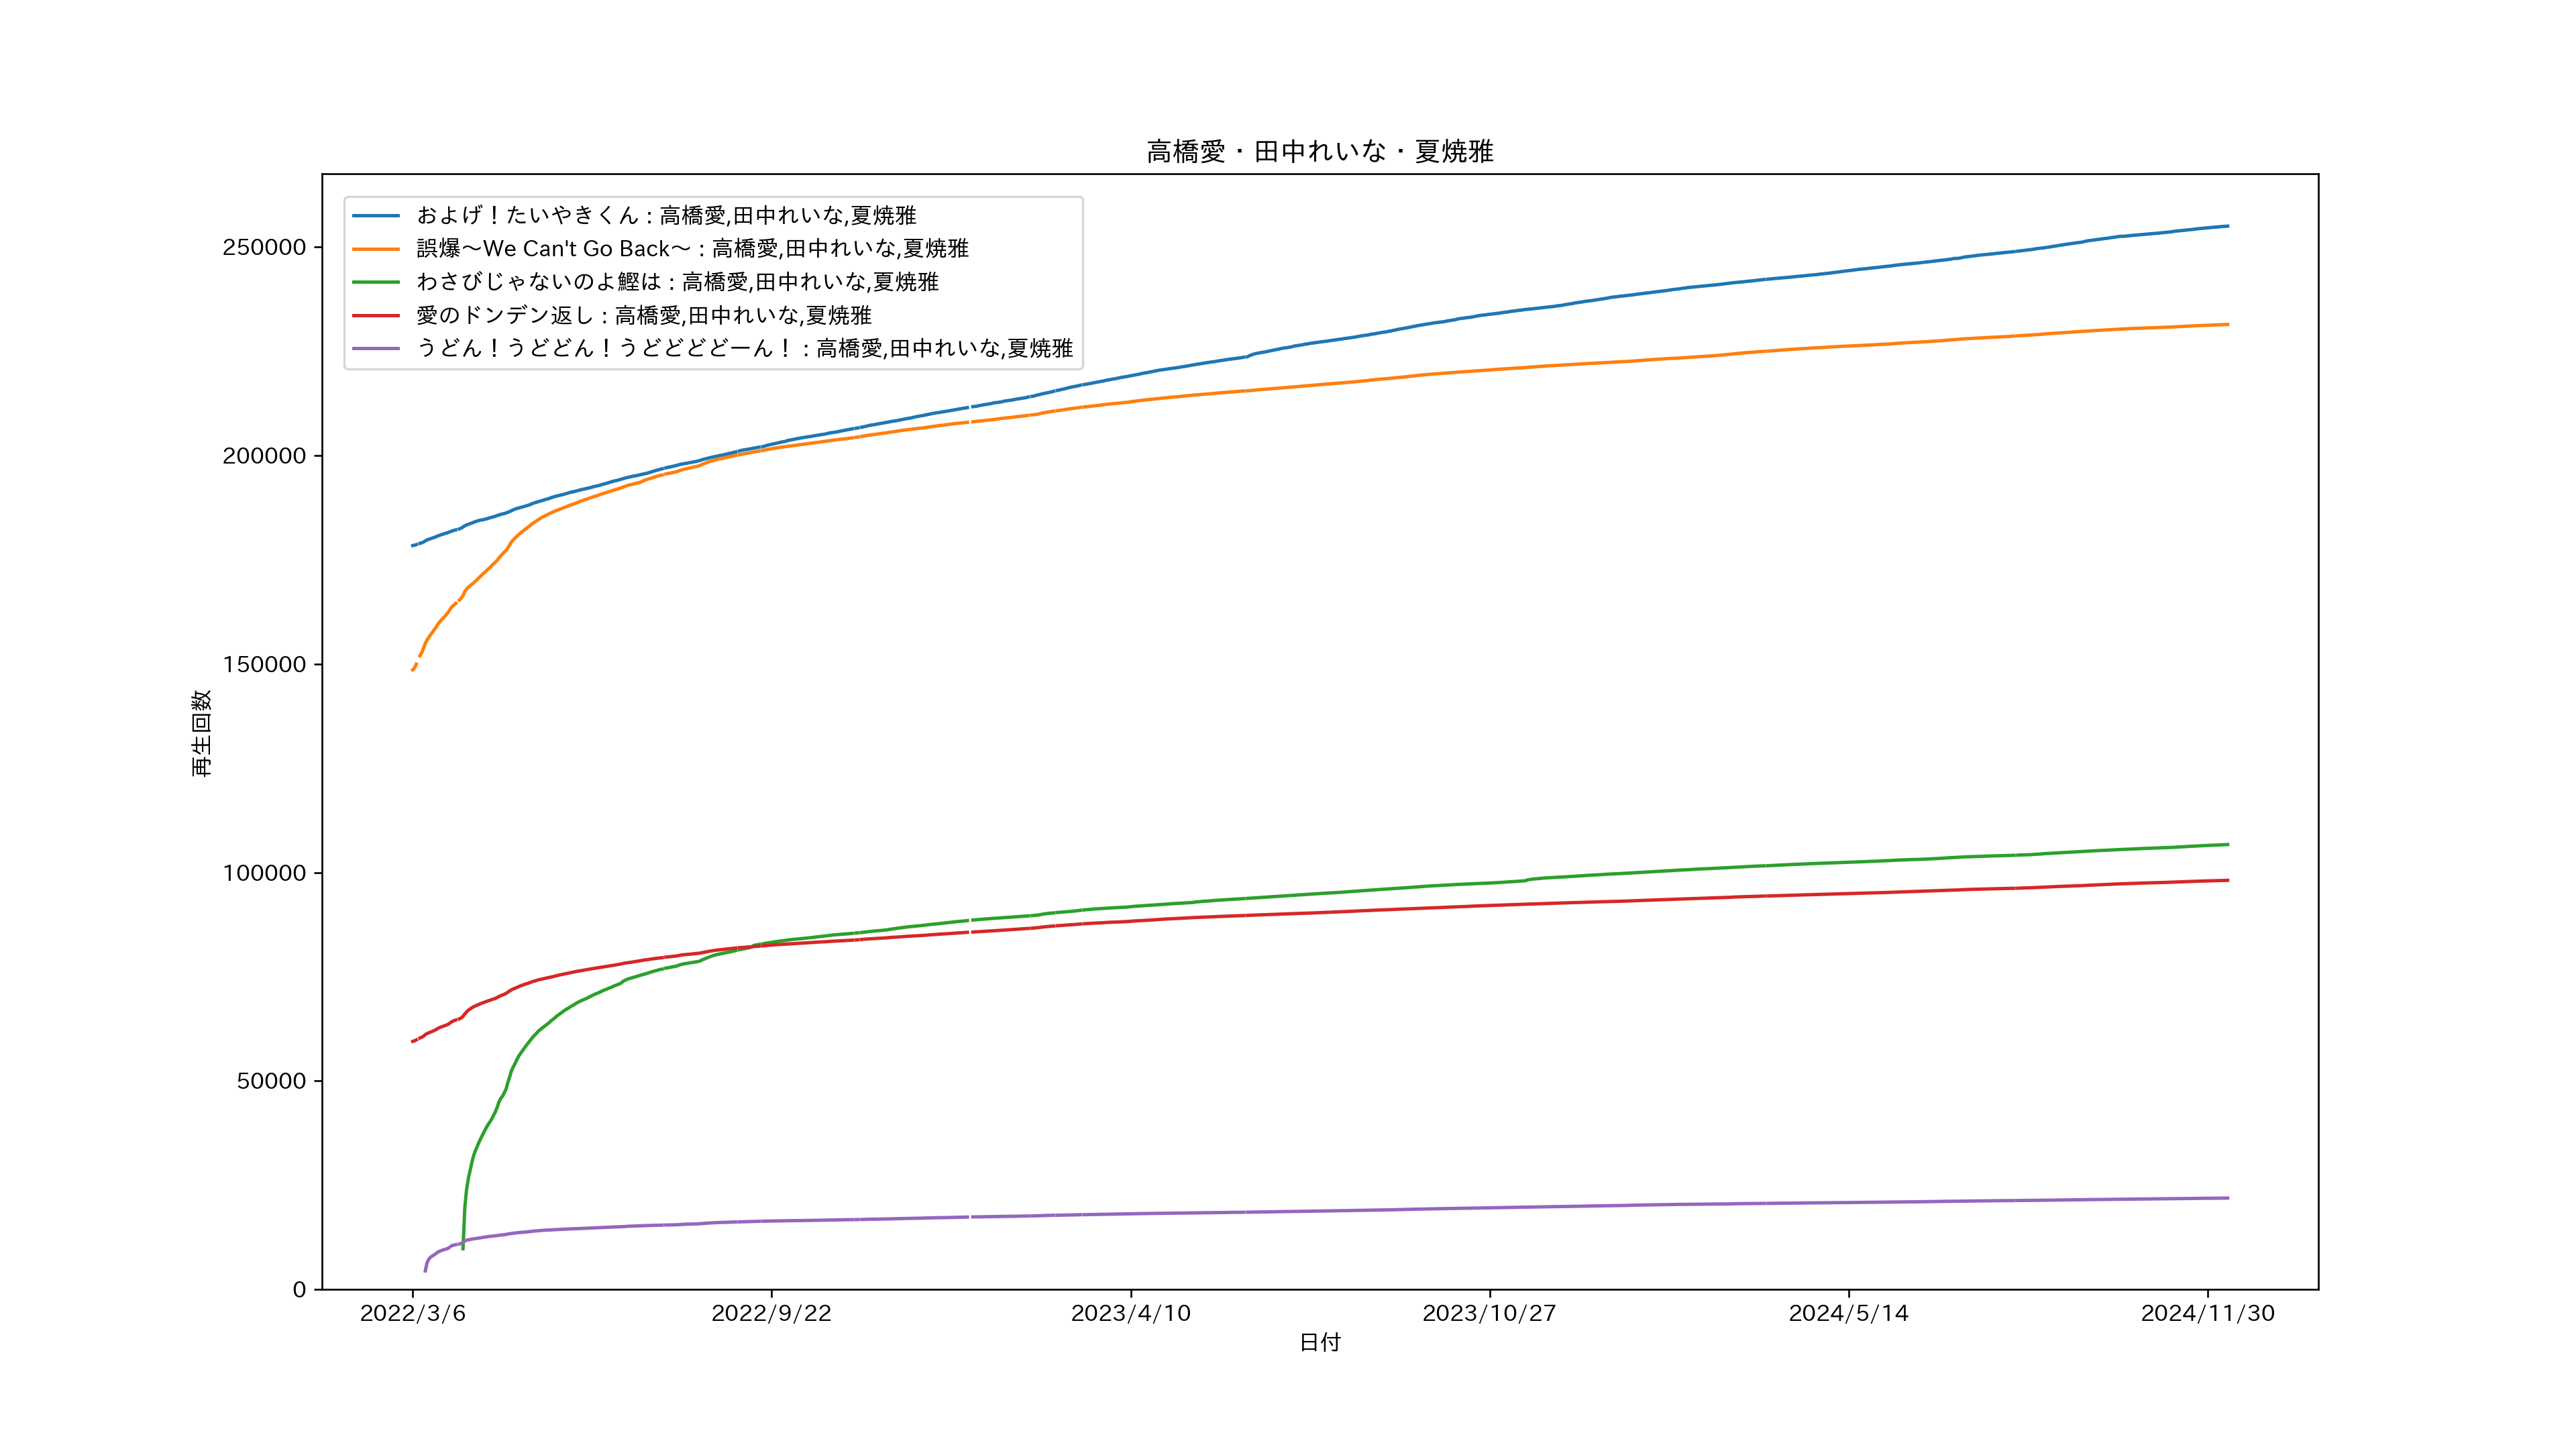 高橋愛・田中れいな・夏焼雅
およげ！たいやきくん : 高橋愛,田中れいな,夏焼雅
誤爆〜We Can't Go Back〜 : 高橋愛,田中れいな,夏焼雅
わさびじゃないのよ鰹は : 高橋愛,田中れいな,夏焼雅
愛のドンデン返し : 高橋愛,田中れいな,夏焼雅
うどん！うどどん！うどどどどーん！ : 高橋愛,田中れいな,夏焼雅
250000
200000
150000
100000
50000
0
再生回数
2022/3/6 2022/9/22 2023/4/10 2023/10/27 2024/5/14 2024/11/30
日付